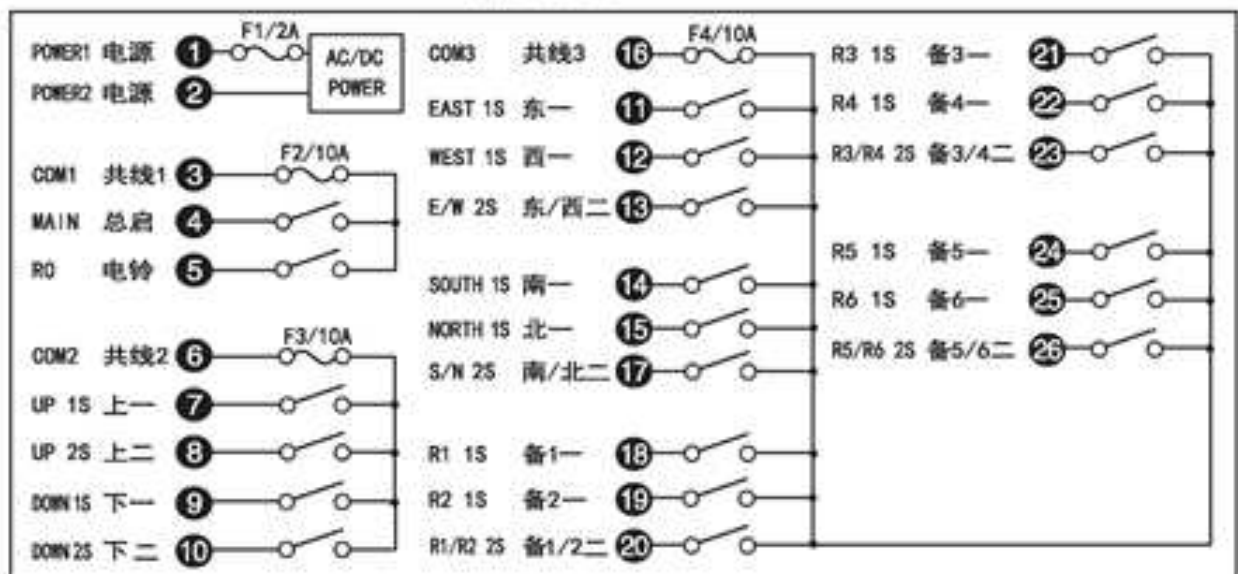 POWER1 电源 1 F1/2A
AC/DC POWER
POWER2 电源 2
COM1 共线1 3 F2/10A
MAIN 总启 4
R0 电铃 5
COM2 共线2 6 F3/10A
UP 1S 上一 7
UP 2S 上二 8
DOWN 1S 下一 9
DOWN 2S 下二 10
COM3 共线3 16 F4/10A
EAST 1S 东一 11
WEST 1S 西一 12
E/W 2S 东/西二 13
SOUTH 1S 南一 14
NORTH 1S 北一 15
S/N 2S 南/北二 17
R1 1S 备1一 18
R2 1S 备2一 19
R1/R2 2S 备1/2二 20
R3 1S 备3一 21
R4 1S 备4一 22
R3/R4 2S 备3/4二 23
R5 1S 备5一 24
R6 1S 备6一 25
R5/R6 2S 备5/6二 26